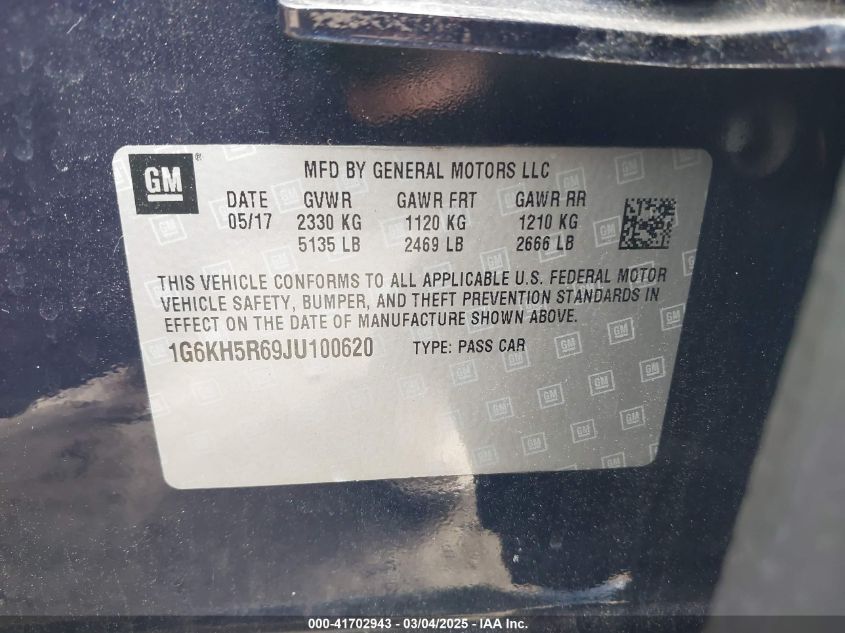 GM®
MFD BY GENERAL MOTORS LLC
DATE GVWR GAWR FRT GAWR RR
05/17 2330 KG 1120 KG 1210 KG
5135 LB 2469 LB 2666 LB
THIS VEHICLE CONFORMS TO ALL APPLICABLE U.S. FEDERAL MOTOR
VEHICLE SAFETY, BUMPER, AND THEFT PREVENTION STANDARDS IN
EFFECT ON THE DATE OF MANUFACTURE SHOWN ABOVE.
1G6KH5R69JU100620 TYPE: PASS CAR
000-41702943 - 03/04/2025 - IAA Inc.